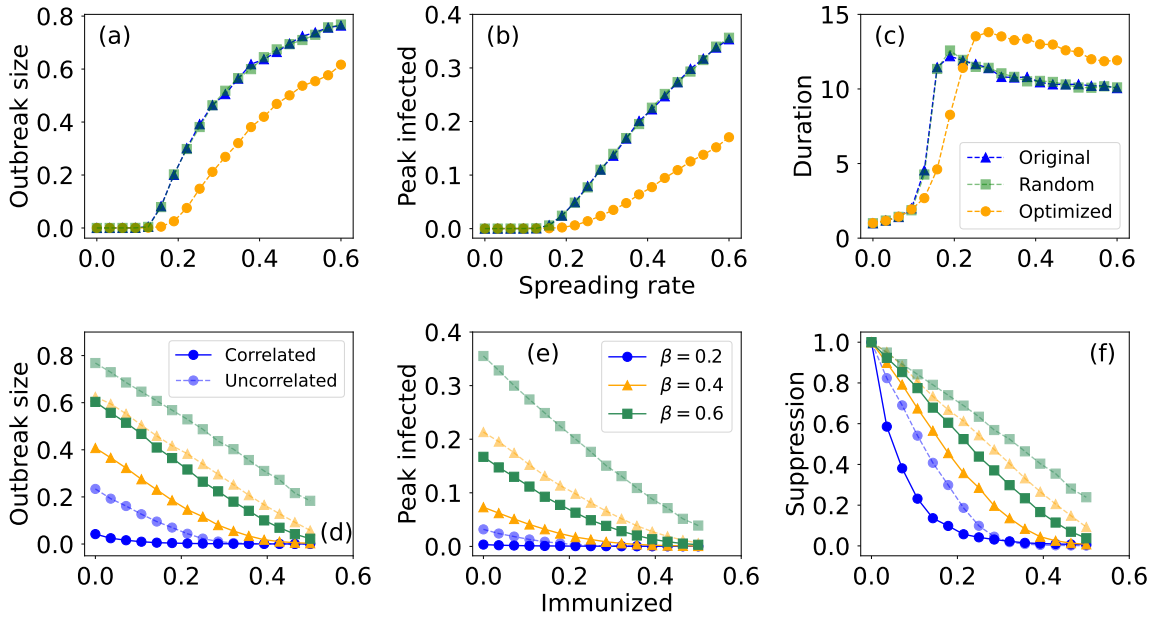 (a)
Outbreak size
0.8
0.6
0.4
0.2
0.0
0.0 0.2 0.4 0.6
(b)
Peak infected
0.4
0.3
0.2
0.1
0.0
0.0 0.2 0.4 0.6
Spreading rate
(c)
Duration
15
10
5
0
0.0 0.2 0.4 0.6
Original
Random
Optimized
(d)
Outbreak size
0.8
0.6
0.4
0.2
0.0
0.0 0.2 0.4 0.6
Correlated
Uncorrelated
(e)
Peak infected
0.4
0.3
0.2
0.1
0.0
0.0 0.2 0.4 0.6
β = 0.2
β = 0.4
β = 0.6
Immunized
(f)
Suppression
1.0
0.8
0.6
0.4
0.2
0.0
0.0 0.2 0.4 0.6